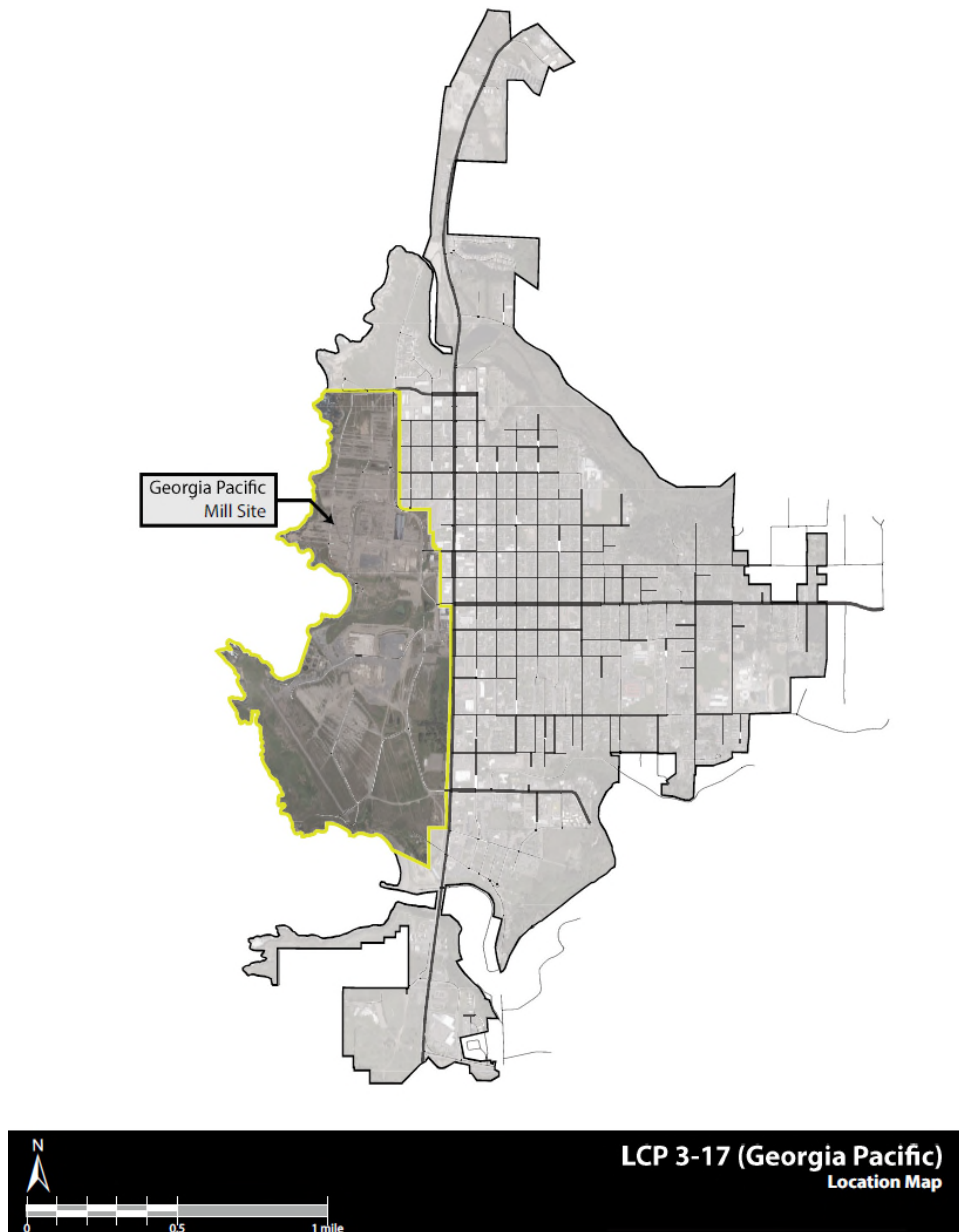 Georgia Pacific
Mill Site
N
0 0.5 1 mile
LCP 3-17 (Georgia Pacific)
Location Map